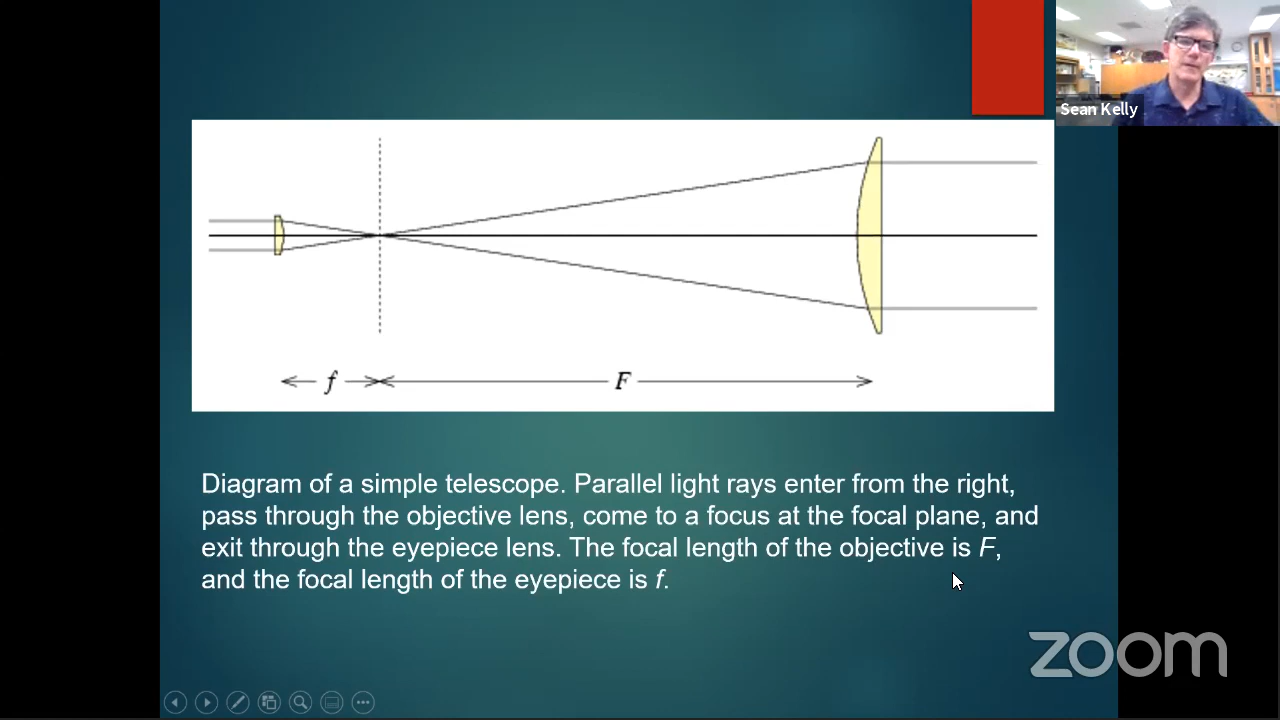 Sean Kelly
f
F
Diagram of a simple telescope. Parallel light rays enter from the right,
pass through the objective lens, come to a focus at the focal plane, and
exit through the eyepiece lens. The focal length of the objective is F,
and the focal length of the eyepiece is f.
zoom